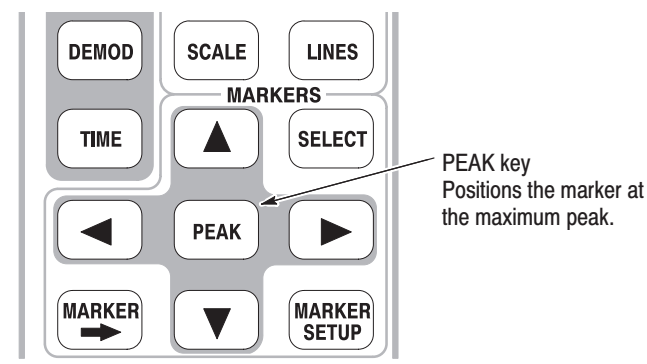 DEMOD
SCALE
LINES
MARKERS
TIME
SELECT
PEAK key
Positions the marker at
the maximum peak.
PEAK
MARKER
MARKER
SETUP